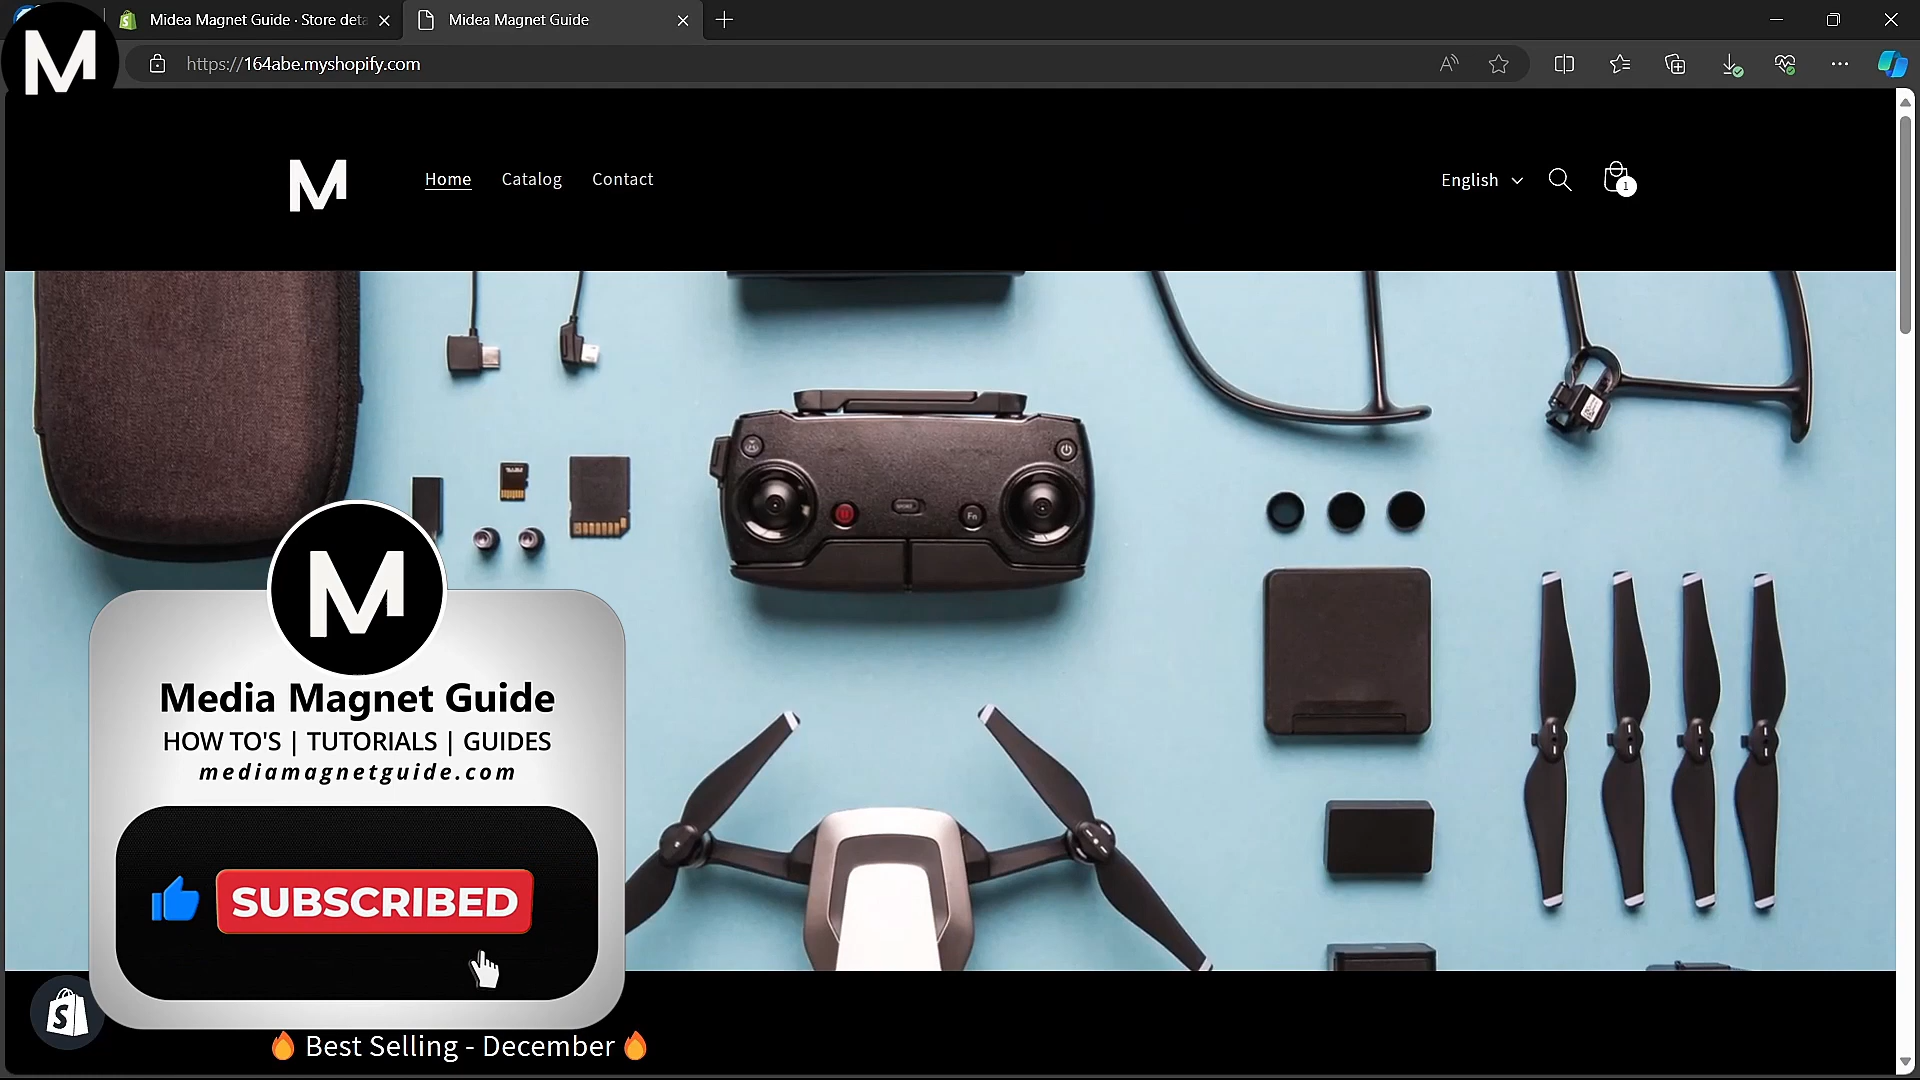 Midea Magnet Guide · Store deta
Midea Magnet Guide
M
https://164abe.myshopify.com
M
Home
Catalog
Contact
English
1
Fn
M
Media Magnet Guide
HOW TO'S | TUTORIALS | GUIDES
mediamagnetguide.com
SUBSCRIBED
🔥 Best Selling - December 🔥